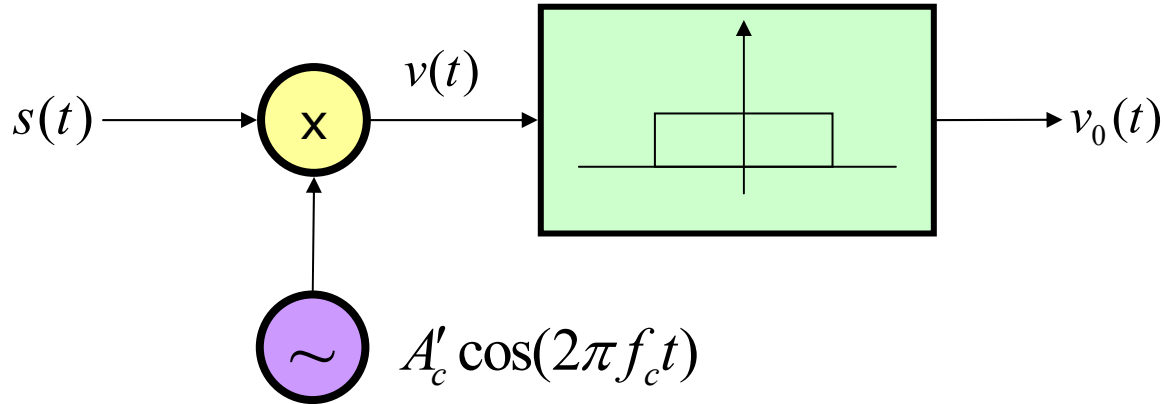 v(t)
s(t)
x
v₀(t)
~
A′c cos(2πfct)